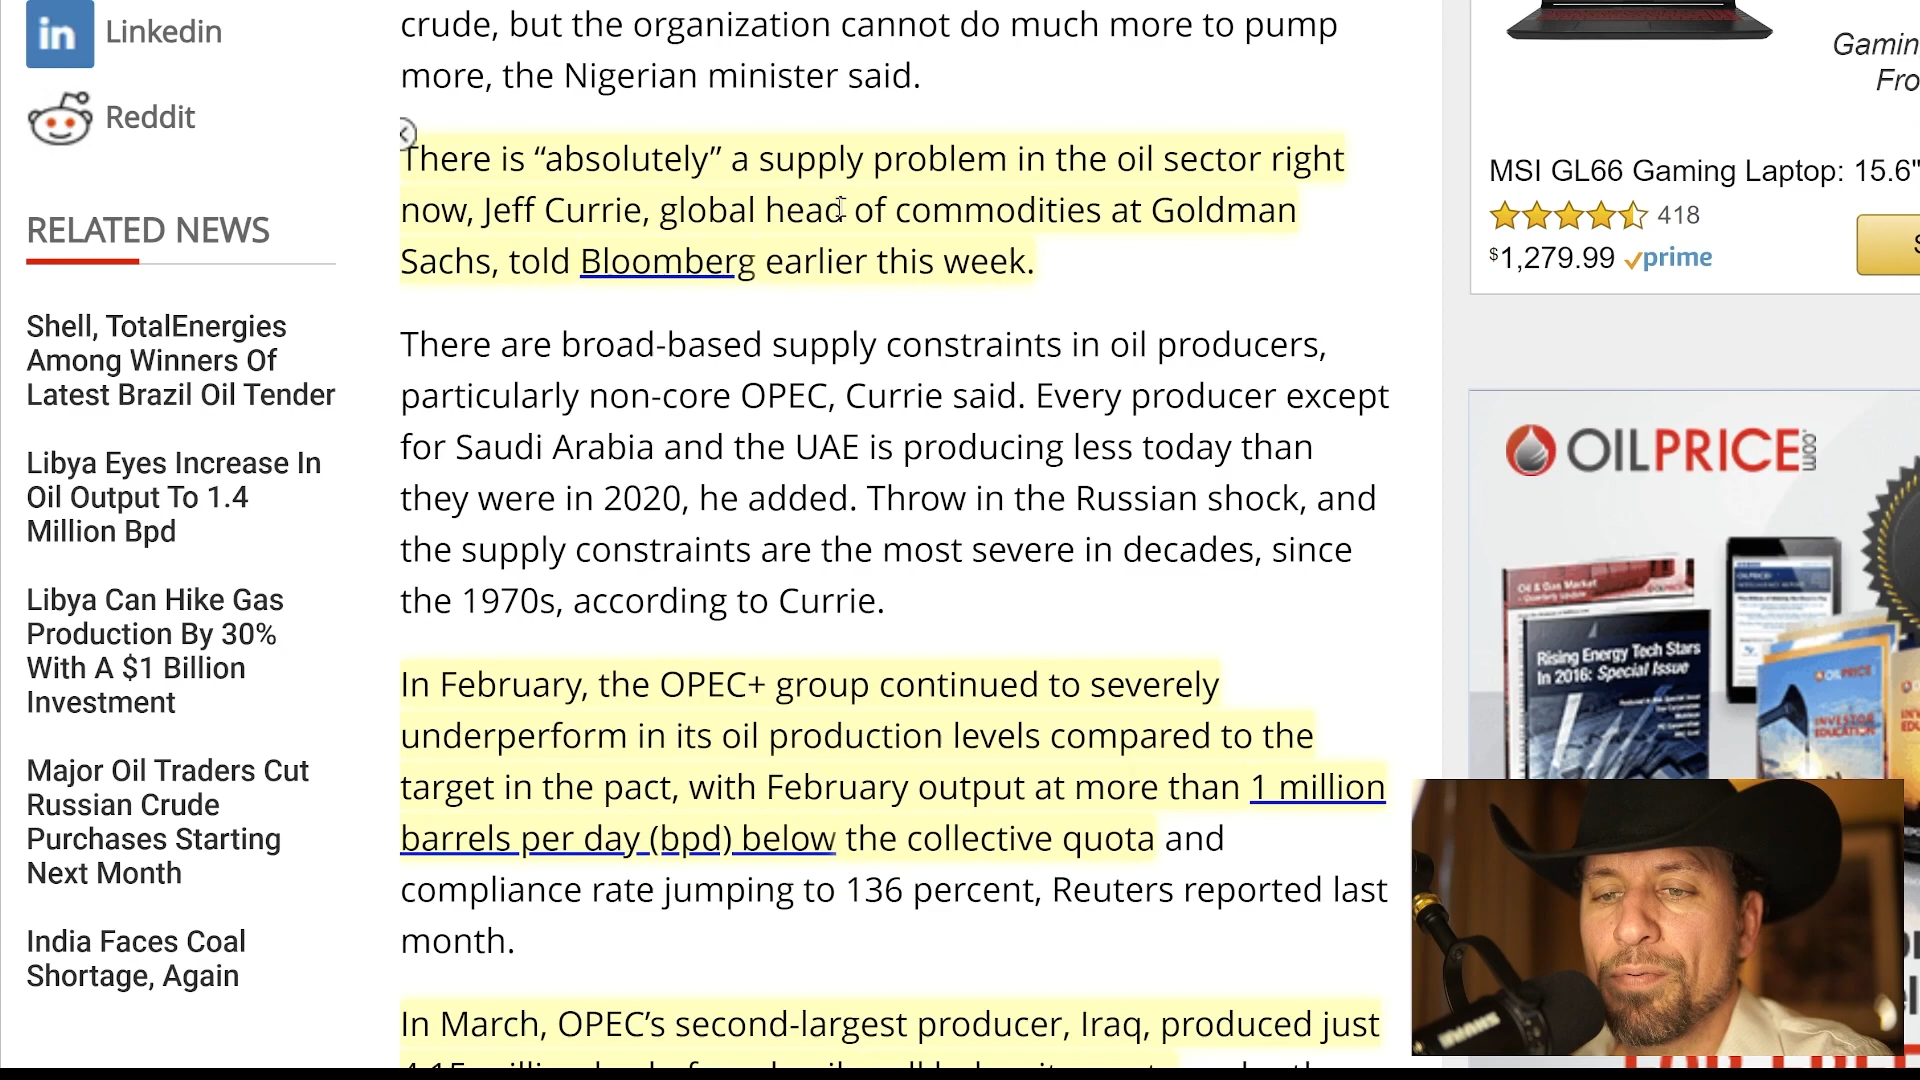 Linkedin
Reddit
RELATED NEWS
Shell, TotalEnergies
Among Winners Of
Latest Brazil Oil Tender
Libya Eyes Increase In
Oil Output To 1.4
Million Bpd
Libya Can Hike Gas
Production By 30%
With A $1 Billion
Investment
Major Oil Traders Cut
Russian Crude
Purchases Starting
Next Month
India Faces Coal
Shortage, Again
crude, but the organization cannot do much more to pump
more, the Nigerian minister said.
There is “absolutely” a supply problem in the oil sector right
now, Jeff Currie, global head of commodities at Goldman
Sachs, told Bloomberg earlier this week.
There are broad-based supply constraints in oil producers,
particularly non-core OPEC, Currie said. Every producer except
for Saudi Arabia and the UAE is producing less today than
they were in 2020, he added. Throw in the Russian shock, and
the supply constraints are the most severe in decades, since
the 1970s, according to Currie.
In February, the OPEC+ group continued to severely
underperform in its oil production levels compared to the
target in the pact, with February output at more than 1 million
barrels per day (bpd) below the collective quota and
compliance rate jumping to 136 percent, Reuters reported last
month.
In March, OPEC’s second-largest producer, Iraq, produced just
MSI GL66 Gaming Laptop: 15.6"
418
$1,279.99 prime
OILPRICE.com
Oil & Gas Market
Rising Energy Tech Stars
In 2016: Special Issue
OILPRICE
INVESTOR
EDUCATION